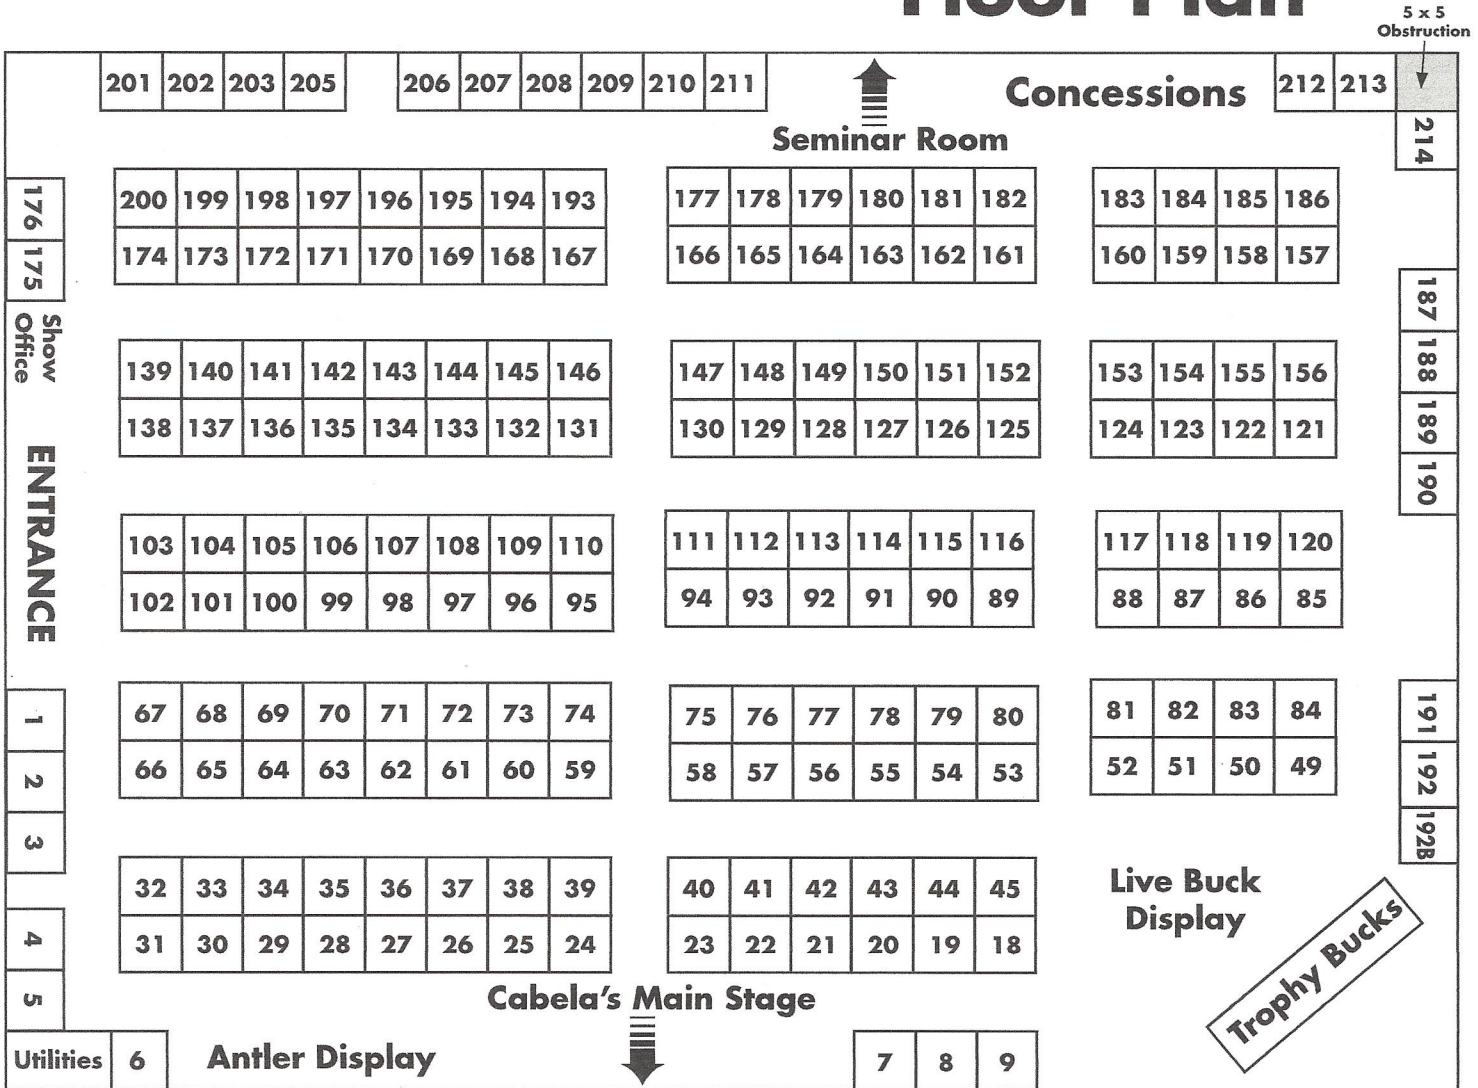 Floor Plan
5 x 5
Obstruction
201 202 203 205 206 207 208 209 210 211 Concessions 212 213
Seminar Room
214
200 199 198 197 196 195 194 193 177 178 179 180 181 182 183 184 185 186
174 173 172 171 170 169 168 167 166 165 164 163 162 161 160 159 158 157
176
175
Show
Office
139 140 141 142 143 144 145 146 147 148 149 150 151 152 153 154 155 156
138 137 136 135 134 133 132 131 130 129 128 127 126 125 124 123 122 121
187
188
189
190
ENTRANCE
103 104 105 106 107 108 109 110 111 112 113 114 115 116 117 118 119 120
102 101 100 99 98 97 96 95 94 93 92 91 90 89 88 87 86 85
1
2
3
67 68 69 70 71 72 73 74 75 76 77 78 79 80 81 82 83 84
66 65 64 63 62 61 60 59 58 57 56 55 54 53 52 51 50 49
191
192
192B
32 33 34 35 36 37 38 39 40 41 42 43 44 45
31 30 29 28 27 26 25 24 23 22 21 20 19 18
Live Buck
Display
Trophy Bucks
4
5
Cabela's Main Stage
Utilities 6 Antler Display 7 8 9